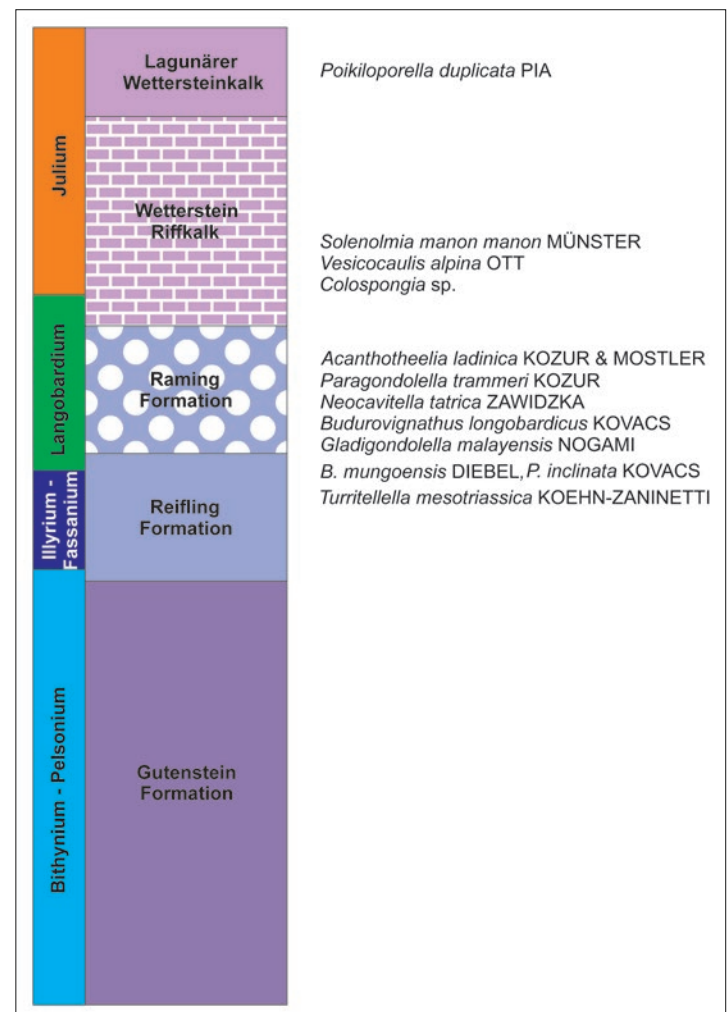 Lagunärer
Wettersteinkalk
Poikiloporella duplicata PIA
Julium
Wetterstein
Riffkalk
Solenolmia manon manon MÜNSTER
Vesicocaulis alpina OTT
Colospongia sp.
Langobardium
Raming
Formation
Acanthotheelia ladinica KOZUR & MOSTLER
Paragondolella trammeri KOZUR
Neocavitella tatrica ZAWIDZKA
Budurovignathus longobardicus KOVACS
Gladigondolella malayensis NOGAMI
B. mungoensis DIEBEL, P. inclinata KOVACS
Turritellella mesotriassica KOEHN-ZANINETTI
Illyrium -
Fassanium
Reifling
Formation
Bithynium - Pelsonium
Gutenstein
Formation